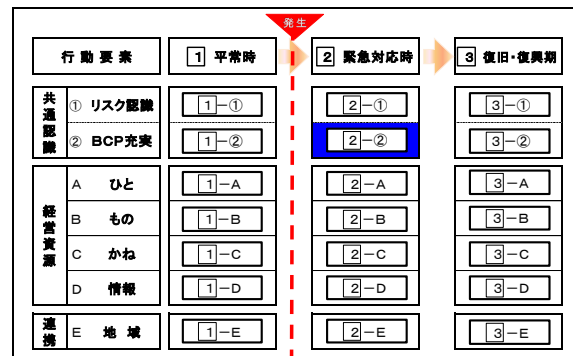 発生
行動要素 1 平常時 2 緊急対応時 3 復旧・復興期
共通認識
① リスク認識 1－① 2－① 3－①
② BCP充実 1－② 2－② 3－②
経営資源
A ひと 1－A 2－A 3－A
B もの 1－B 2－B 3－B
C かね 1－C 2－C 3－C
D 情報 1－D 2－D 3－D
連携
E 地域 1－E 2－E 3－E